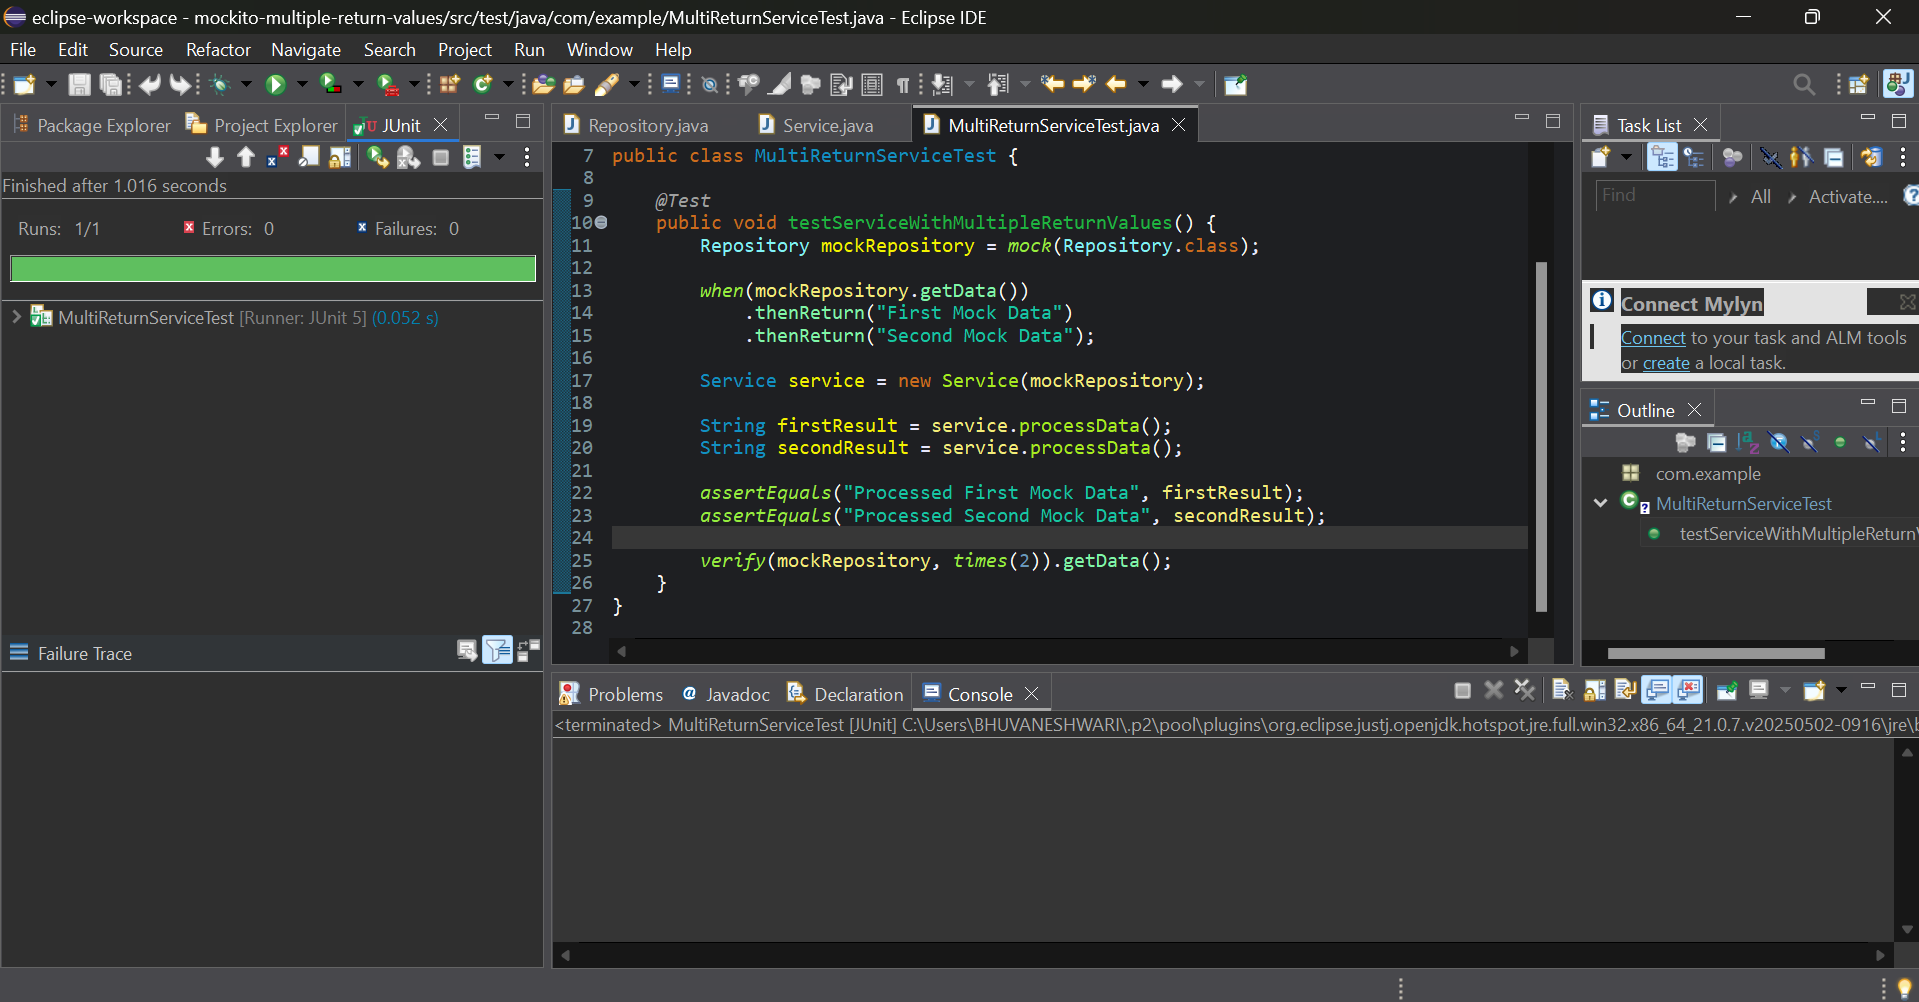 eclipse-workspace - mockito-multiple-return-values/src/test/java/com/example/MultiReturnServiceTest.java - Eclipse IDE
File Edit Source Refactor Navigate Search Project Run Window Help
Package Explorer Project Explorer JUnit
Finished after 1.016 seconds
Runs: 1/1 Errors: 0 Failures: 0
MultiReturnServiceTest [Runner: JUnit 5] (0.052 s)
Failure Trace
Repository.java Service.java MultiReturnServiceTest.java
7 public class MultiReturnServiceTest {
8
9 @Test
10 public void testServiceWithMultipleReturnValues() {
11 Repository mockRepository = mock(Repository.class);
12
13 when(mockRepository.getData())
14 .thenReturn("First Mock Data")
15 .thenReturn("Second Mock Data");
16
17 Service service = new Service(mockRepository);
18
19 String firstResult = service.processData();
20 String secondResult = service.processData();
21
22 assertEquals("Processed First Mock Data", firstResult);
23 assertEquals("Processed Second Mock Data", secondResult);
24
25 verify(mockRepository, times(2)).getData();
26 }
27 }
28
Task List
Find All Activate....
Connect Mylyn
Connect to your task and ALM tools
or create a local task.
Outline
com.example
MultiReturnServiceTest
testServiceWithMultipleReturn
Problems Javadoc Declaration Console
<terminated> MultiReturnServiceTest [JUnit] C:\Users\BHUVANESHWARI\.p2\pool\plugins\org.eclipse.justj.openjdk.hotspot.jre.full.win32.x86_64_21.0.7.v20250502-0916\jre\